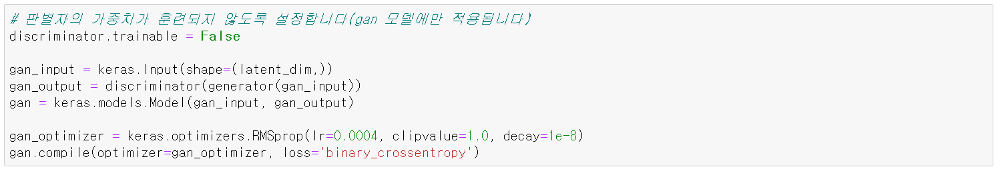 # 판별자의 가중치가 훈련되지 않도록 설정합니다(gan 모델에만 적용됩니다)
discriminator.trainable = False
gan_input = keras.Input(shape=(latent_dim,))
gan_output = discriminator(generator(gan_input))
gan = keras.models.Model(gan_input, gan_output)
gan_optimizer = keras.optimizers.RMSprop(lr=0.0004, clipvalue=1.0, decay=1e-8)
gan.compile(optimizer=gan_optimizer, loss='binary_crossentropy')